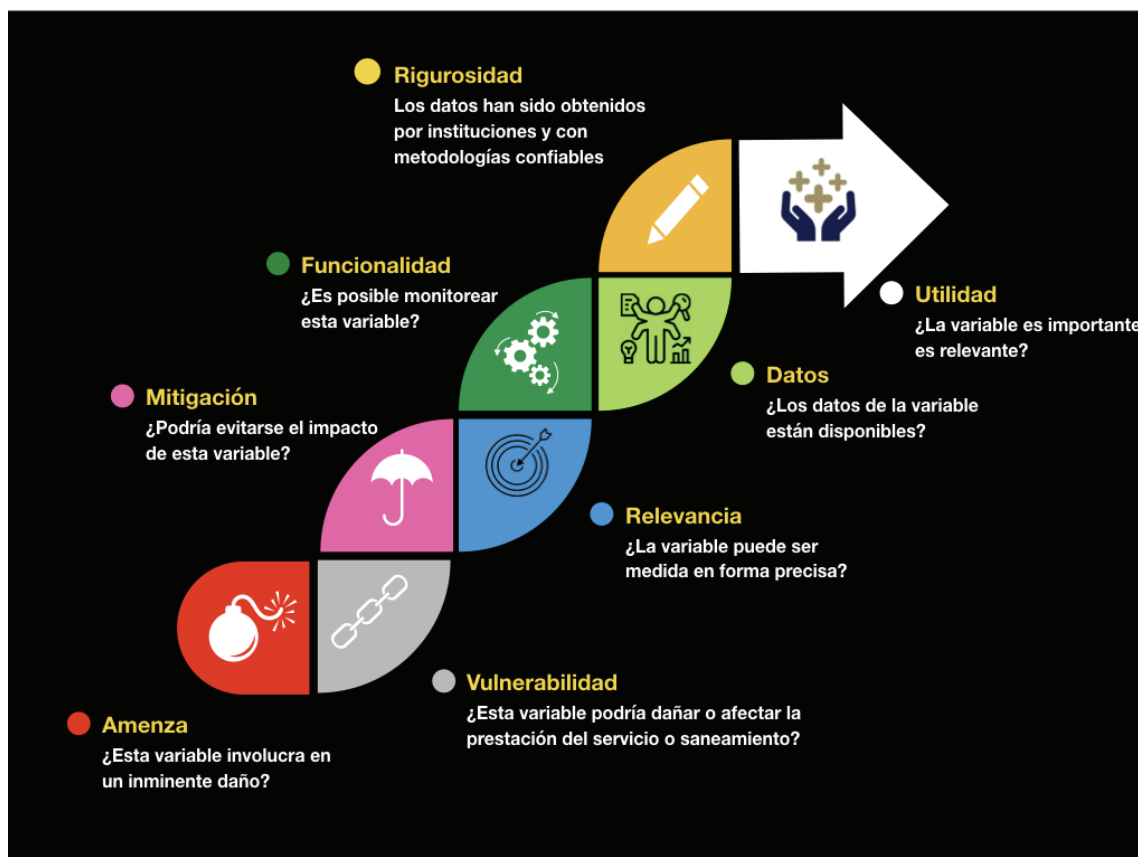 Rigurosidad
Los datos han sido obtenidos
por instituciones y con
metodologías confiables
Funcionalidad
¿Es posible monitorear
esta variable?
Utilidad
¿La variable es importante
es relevante?
Mitigación
¿Podría evitarse el impacto
de esta variable?
Datos
¿Los datos de la variable
están disponibles?
Relevancia
¿La variable puede ser
medida en forma precisa?
Vulnerabilidad
¿Esta variable podría dañar o afectar la
prestación del servicio o saneamiento?
Amenza
¿Esta variable involucra en
un inminente daño?